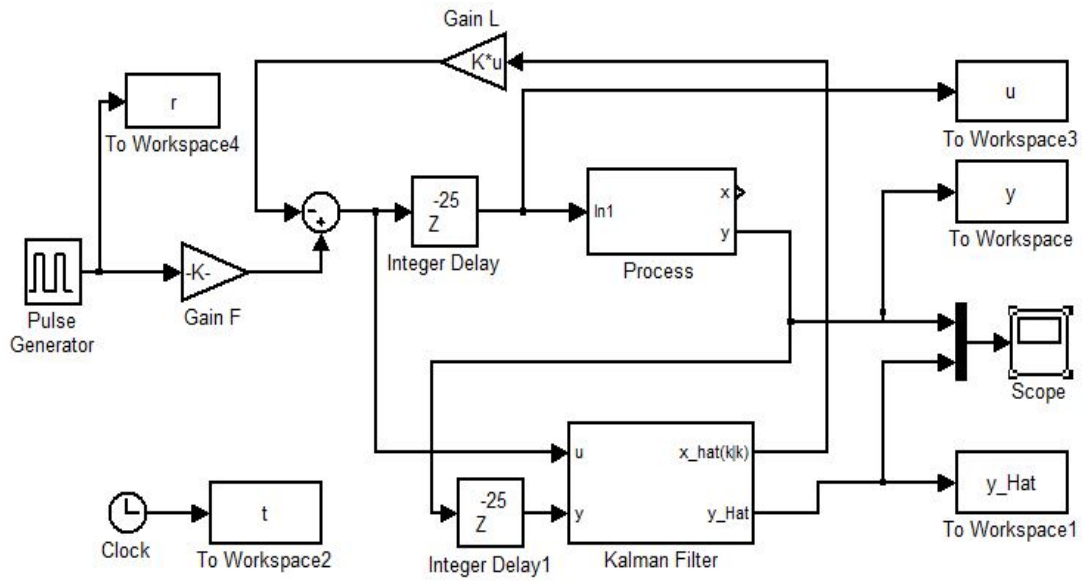 Gain L
K*u
r
To Workspace4
u
To Workspace3
-25
Z
Integer Delay
In1
x
y
Process
y
To Workspace
-
+
Pulse
Generator
-K-
Gain F
Scope
u
y
x_hat(k|k)
y_Hat
Kalman Filter
-25
Z
Integer Delay1
y_Hat
To Workspace1
Clock
t
To Workspace2